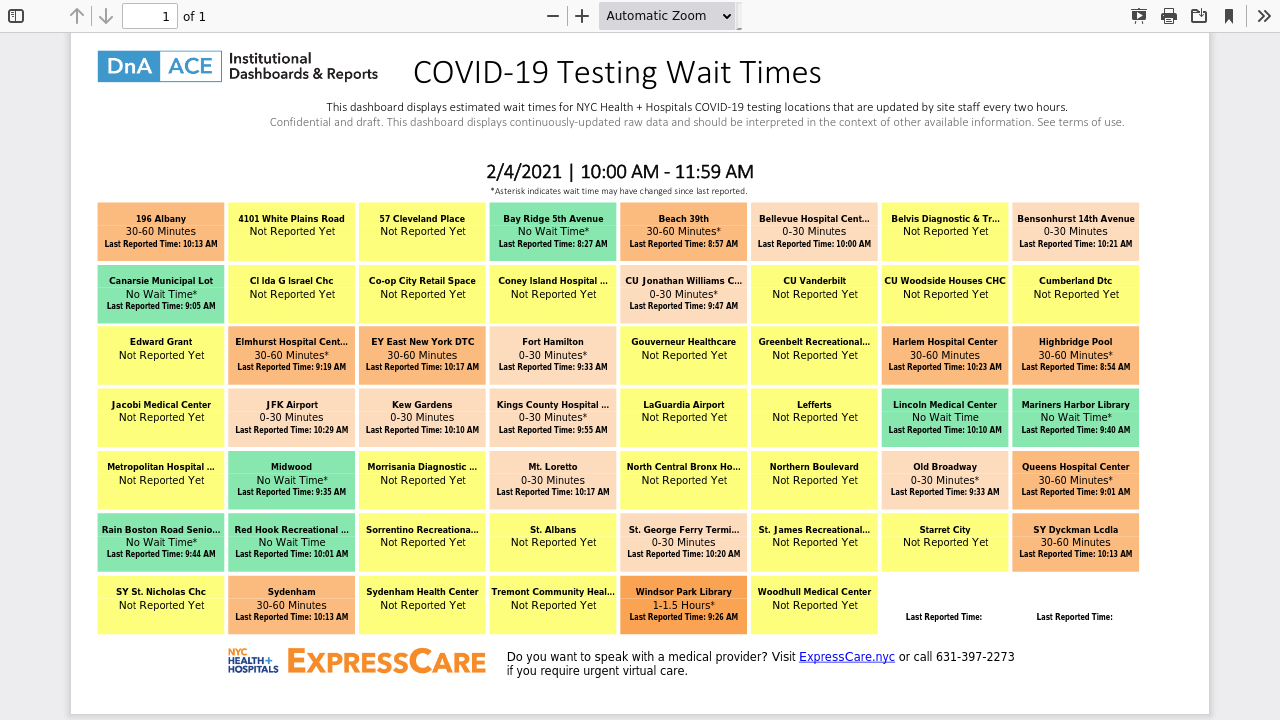 1 of 1 Automatic Zoom
DnA ACE Institutional Dashboards & Reports
COVID-19 Testing Wait Times
This dashboard displays estimated wait times for NYC Health + Hospitals COVID-19 testing locations that are updated by site staff every two hours.
Confidential and draft. This dashboard displays continuously-updated raw data and should be interpreted in the context of other available information. See terms of use.
2/4/2021 | 10:00 AM - 11:59 AM
*Asterisk indicates wait time may have changed since last reported.
196 Albany
30-60 Minutes
Last Reported Time: 10:13 AM
4101 White Plains Road
Not Reported Yet
57 Cleveland Place
Not Reported Yet
Bay Ridge 5th Avenue
No Wait Time*
Last Reported Time: 8:27 AM
Beach 39th
30-60 Minutes*
Last Reported Time: 8:57 AM
Bellevue Hospital Cent...
0-30 Minutes
Last Reported Time: 10:00 AM
Belvis Diagnostic & Tr...
Not Reported Yet
Bensonhurst 14th Avenue
0-30 Minutes
Last Reported Time: 10:21 AM
Canarsie Municipal Lot
No Wait Time*
Last Reported Time: 9:05 AM
CI Ida G Israel Chc
Not Reported Yet
Co-op City Retail Space
Not Reported Yet
Coney Island Hospital ...
Not Reported Yet
CU Jonathan Williams C...
0-30 Minutes*
Last Reported Time: 9:47 AM
CU Vanderbilt
Not Reported Yet
CU Woodside Houses CHC
Not Reported Yet
Cumberland Dtc
Not Reported Yet
Edward Grant
Not Reported Yet
Elmhurst Hospital Cent...
30-60 Minutes*
Last Reported Time: 9:19 AM
EY East New York DTC
30-60 Minutes
Last Reported Time: 10:17 AM
Fort Hamilton
0-30 Minutes*
Last Reported Time: 9:33 AM
Gouverneur Healthcare
Not Reported Yet
Greenbelt Recreational...
Not Reported Yet
Harlem Hospital Center
30-60 Minutes
Last Reported Time: 10:23 AM
Highbridge Pool
30-60 Minutes*
Last Reported Time: 8:54 AM
Jacobi Medical Center
Not Reported Yet
JFK Airport
0-30 Minutes
Last Reported Time: 10:29 AM
Kew Gardens
0-30 Minutes
Last Reported Time: 10:10 AM
Kings County Hospital ...
0-30 Minutes*
Last Reported Time: 9:55 AM
LaGuardia Airport
Not Reported Yet
Lefferts
Not Reported Yet
Lincoln Medical Center
No Wait Time
Last Reported Time: 10:10 AM
Mariners Harbor Library
No Wait Time*
Last Reported Time: 9:40 AM
Metropolitan Hospital ...
Not Reported Yet
Midwood
No Wait Time*
Last Reported Time: 9:35 AM
Morrisania Diagnostic ...
Not Reported Yet
Mt. Loretto
0-30 Minutes
Last Reported Time: 10:17 AM
North Central Bronx Ho...
Not Reported Yet
Northern Boulevard
Not Reported Yet
Old Broadway
0-30 Minutes*
Last Reported Time: 9:33 AM
Queens Hospital Center
30-60 Minutes*
Last Reported Time: 9:01 AM
Rain Boston Road Senio...
No Wait Time*
Last Reported Time: 9:44 AM
Red Hook Recreational ...
No Wait Time
Last Reported Time: 10:01 AM
Sorrentino Recreationa...
Not Reported Yet
St. Albans
Not Reported Yet
St. George Ferry Termi...
0-30 Minutes
Last Reported Time: 10:20 AM
St. James Recreational...
Not Reported Yet
Starret City
Not Reported Yet
SY Dyckman Lcdla
30-60 Minutes
Last Reported Time: 10:13 AM
SY St. Nicholas Chc
Not Reported Yet
Sydenham
30-60 Minutes
Last Reported Time: 10:13 AM
Sydenham Health Center
Not Reported Yet
Tremont Community Heal...
Not Reported Yet
Windsor Park Library
1-1.5 Hours*
Last Reported Time: 9:26 AM
Woodhull Medical Center
Not Reported Yet
Last Reported Time:
Last Reported Time:
NYC
HEALTH+
HOSPITALS
EXPRESSCARE
Do you want to speak with a medical provider? Visit ExpressCare.nyc or call 631-397-2273
if you require urgent virtual care.